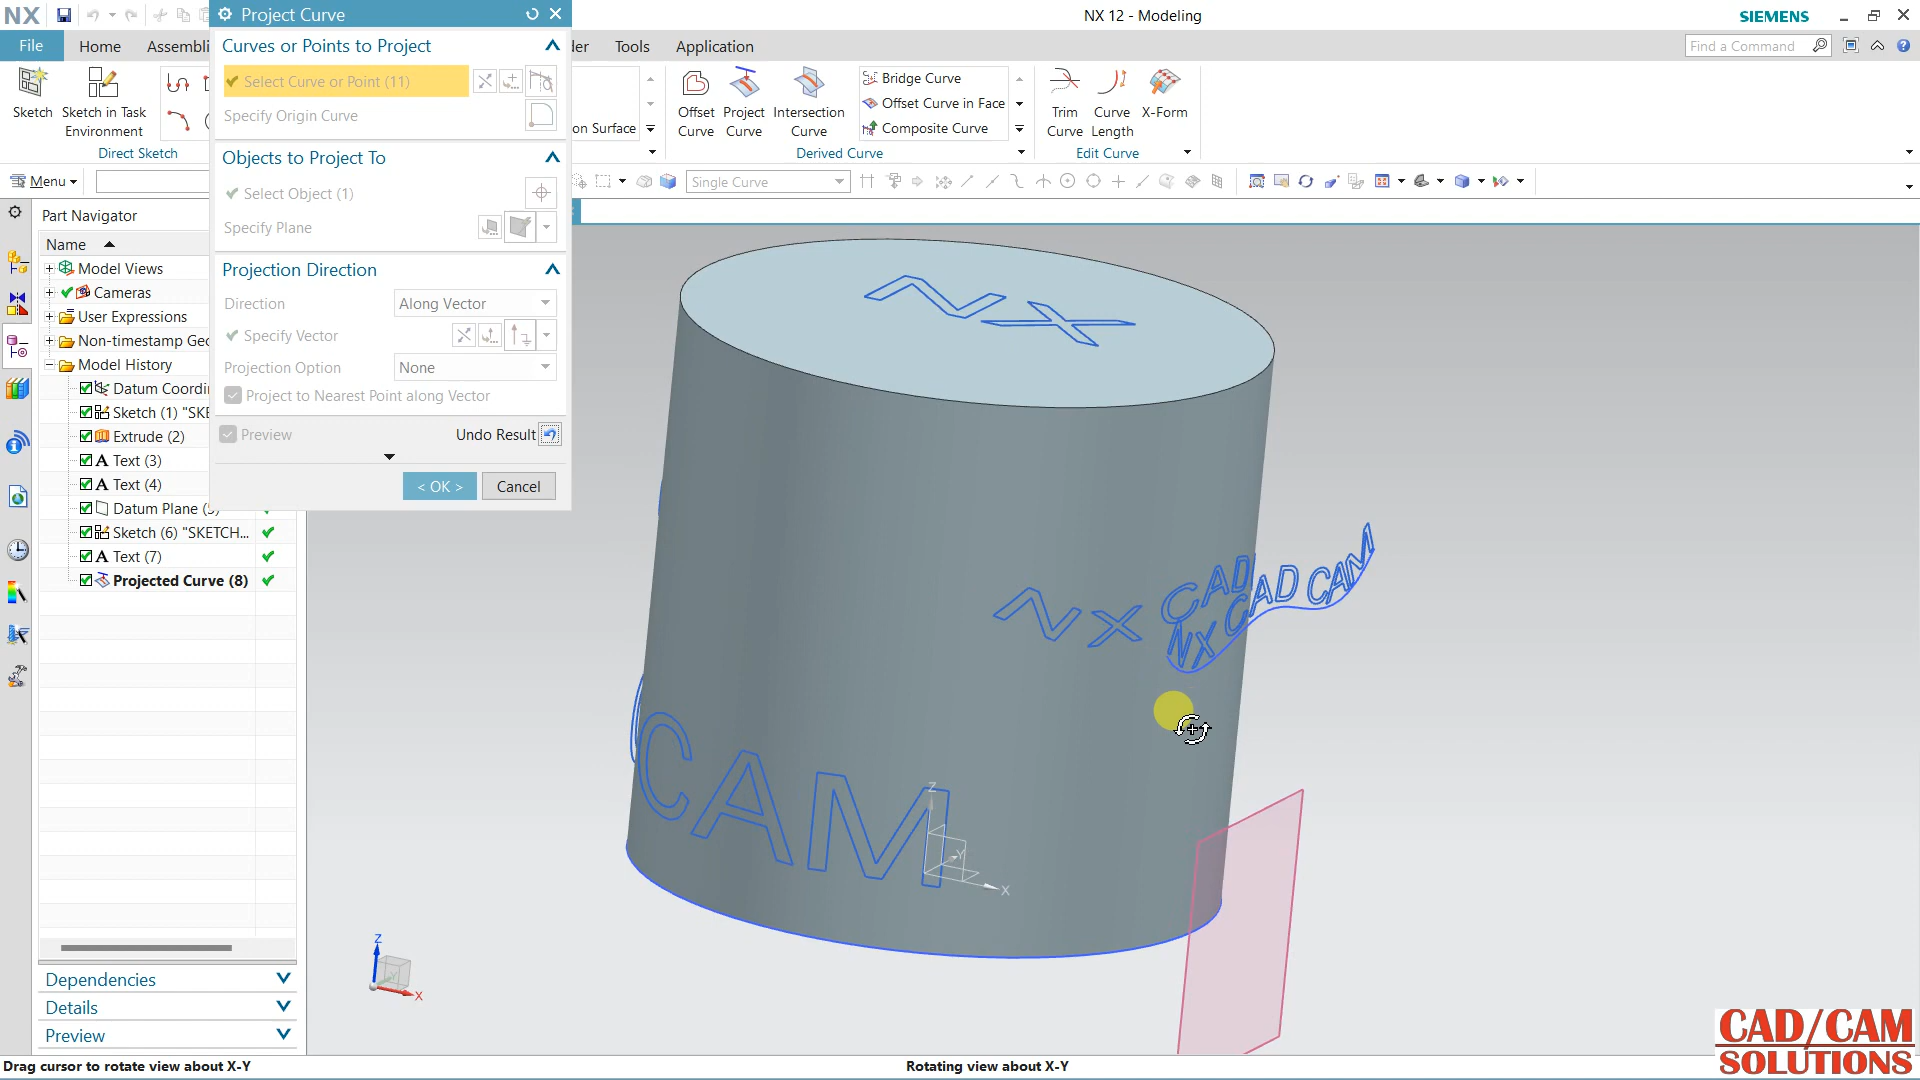 NX
Project Curve
NX 12 - Modeling
SIEMENS
File
Home
Assembli
der
Tools
Application
Find a Command
Curves or Points to Project
Select Curve or Point (11)
Specify Origin Curve
Objects to Project To
Select Object (1)
Specify Plane
Projection Direction
Direction
Along Vector
Specify Vector
Projection Option
None
Project to Nearest Point along Vector
Preview
Undo Result
< OK >
Cancel
Sketch
Sketch in Task
Environment
Direct Sketch
on Surface
Offset
Curve
Project
Curve
Intersection
Curve
Bridge Curve
Offset Curve in Face
Composite Curve
Derived Curve
Trim
Curve
Curve
Length
X-Form
Edit Curve
Menu
Single Curve
Part Navigator
Name
Model Views
Cameras
User Expressions
Non-timestamp Geo
Model History
Datum Coordin
Sketch (1) "SKE
Extrude (2)
Text (3)
Text (4)
Datum Plane (5)
Sketch (6) "SKETCH...
Text (7)
Projected Curve (8)
Dependencies
Details
Preview
NX
NX CAD
NX CAD CAM
CAM
Z
Y
X
Z
Y
X
Drag cursor to rotate view about X-Y
Rotating view about X-Y
CAD/CAM
SOLUTIONS